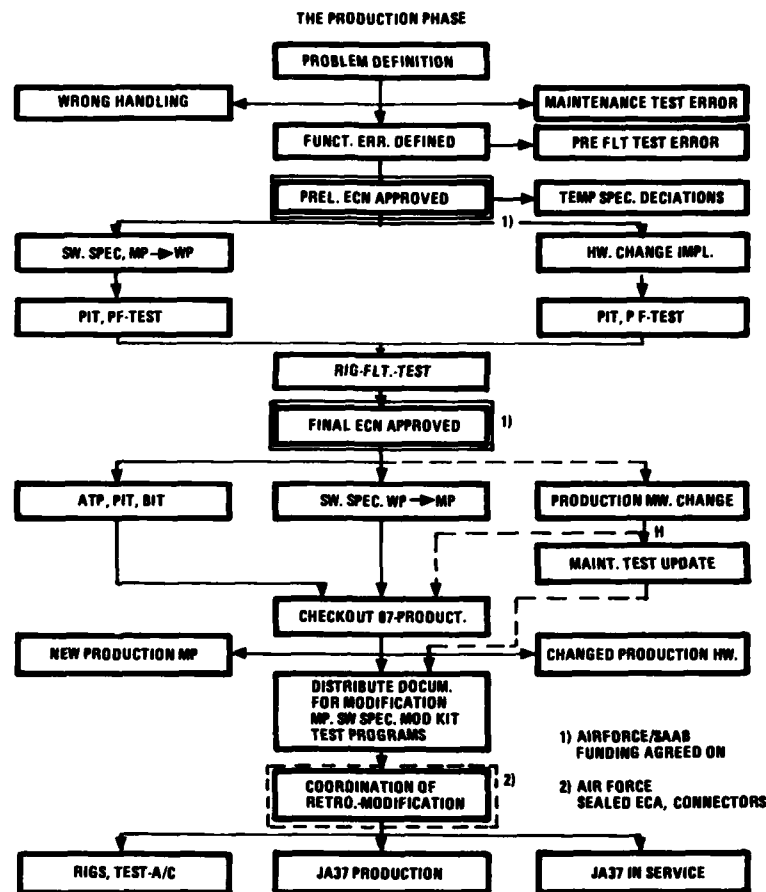 THE PRODUCTION PHASE
PROBLEM DEFINITION
WRONG HANDLING
MAINTENANCE TEST ERROR
FUNCT. ERR. DEFINED
PRE FLT TEST ERROR
PREL. ECN APPROVED
TEMP SPEC. DECIATIONS
1)
SW. SPEC, MP → WP
HW. CHANGE IMPL.
PIT, PF-TEST
PIT, P F-TEST
RIG-FLT.-TEST
FINAL ECN APPROVED
1)
ATP, PIT, BIT
SW. SPEC. WP → MP
PRODUCTION MW. CHANGE
H
MAINT. TEST UPDATE
CHECKOUT 07-PRODUCT.
NEW PRODUCTION MP
CHANGED PRODUCTION HW.
DISTRIBUTE DOCUM.
FOR MODIFICATION
MP. SW SPEC. MOD KIT
TEST PROGRAMS
1) AIRFORCE/SAAB
FUNDING AGREED ON
COORDINATION OF
RETRO.-MODIFICATION
2)
2) AIR FORCE
SEALED ECA, CONNECTORS
RIGS, TEST-A/C
JA37 PRODUCTION
JA37 IN SERVICE